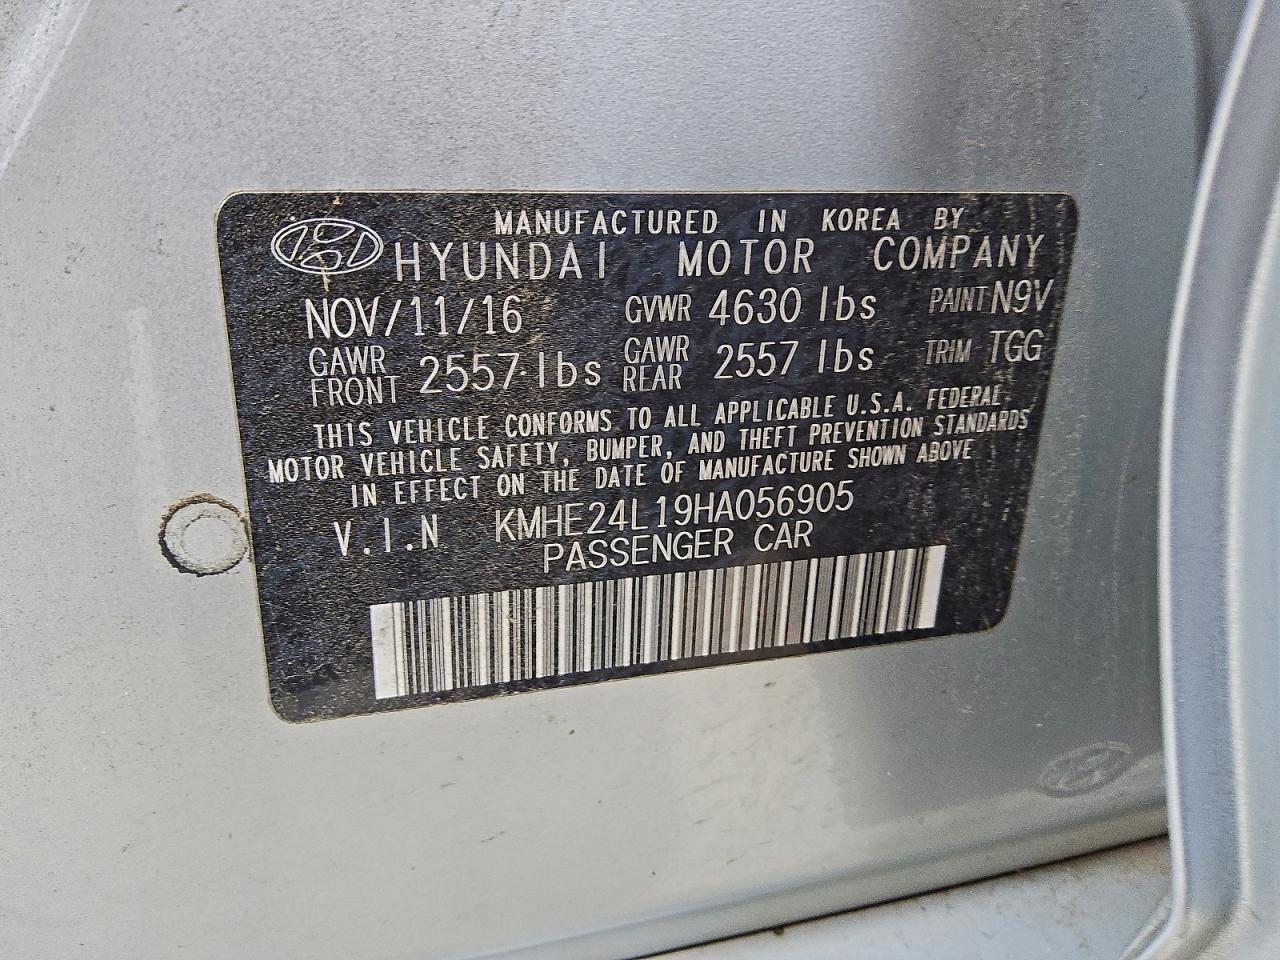 MANUFACTURED IN KOREA BY
HYUNDAI MOTOR COMPANY
NOV/11/16 GVWR 4630 lbs PAINT N9V
GAWR FRONT 2557 lbs GAWR REAR 2557 lbs TRIM TGG
THIS VEHICLE CONFORMS TO ALL APPLICABLE U.S.A. FEDERAL
MOTOR VEHICLE SAFETY, BUMPER, AND THEFT PREVENTION STANDARDS
IN EFFECT ON THE DATE OF MANUFACTURE SHOWN ABOVE
V.I.N KMHE24L19HA056905
PASSENGER CAR